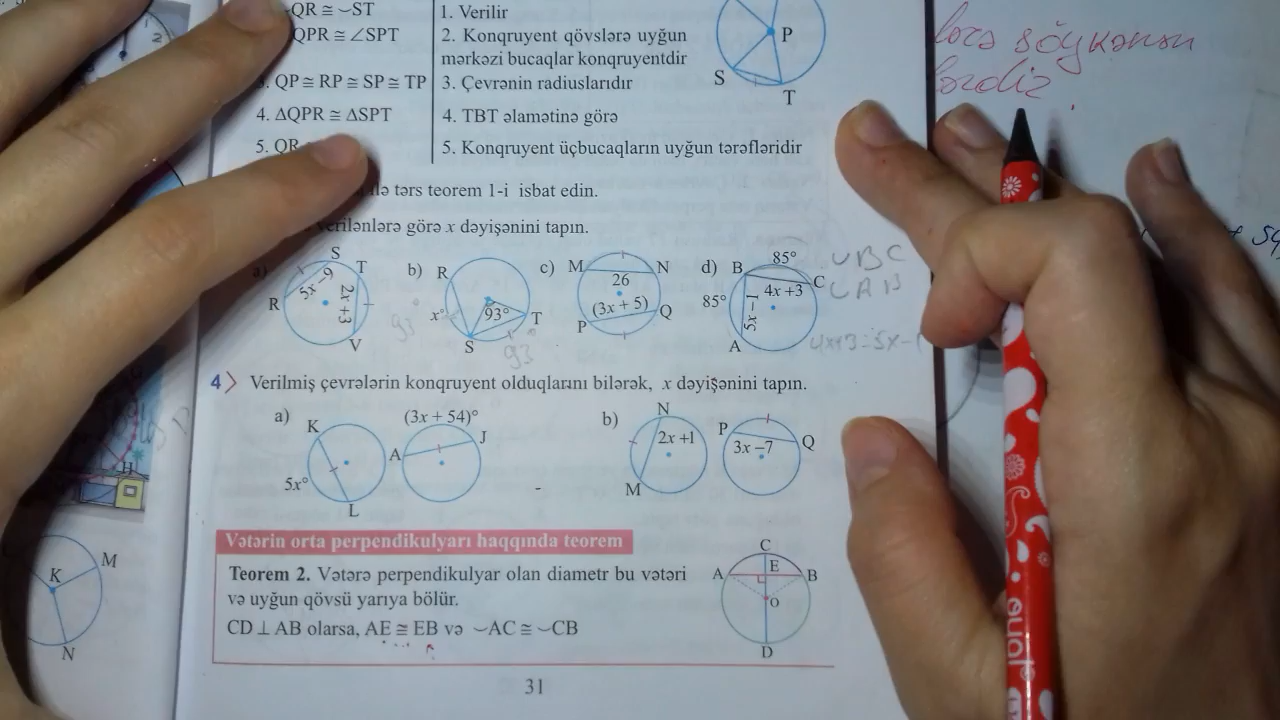 QR ≅ ⌣ST
1. Verilir
QPR ≅ ∠SPT
2. Konqruyent qövslərə uyğun
mərkəzi bucaqlar konqruyentdir
QP ≅ RP ≅ SP ≅ TP
3. Çevrənin radiuslarıdır
4. ΔQPR ≅ ΔSPT
4. TBT əlamətinə görə
5. QR
5. Konqruyent üçbucaqların uyğun tərəfləridir
P
S
T
tərs teorem 1-i isbat edin.
verilənlərə görə x dəyişənini tapın.
a)
S
T
R
V
5x −9
2x +3
b)
R
x°
93°
T
S
93
93
c)
M
N
26
(3x + 5)
P
Q
d)
B
85°
C
85°
4x +3
5x −1
A
∪BC
∪AB
4x+3=5x−1
4> Verilmiş çevrələrin konqruyent olduqlarını bilərək, x dəyişənini tapın.
a)
K
5x°
L
(3x + 54)°
A
J
b)
N
2x +1
M
P
3x −7
Q
Vətərin orta perpendikulyarı haqqında teorem
Teorem 2. Vətərə perpendikulyar olan diametr bu vətəri
və uyğun qövsü yarıya bölür.
CD ⊥ AB olarsa, AE ≅ EB və ⌣AC ≅ ⌣CB
C
A
E
B
O
D
31
2
H
K
M
N